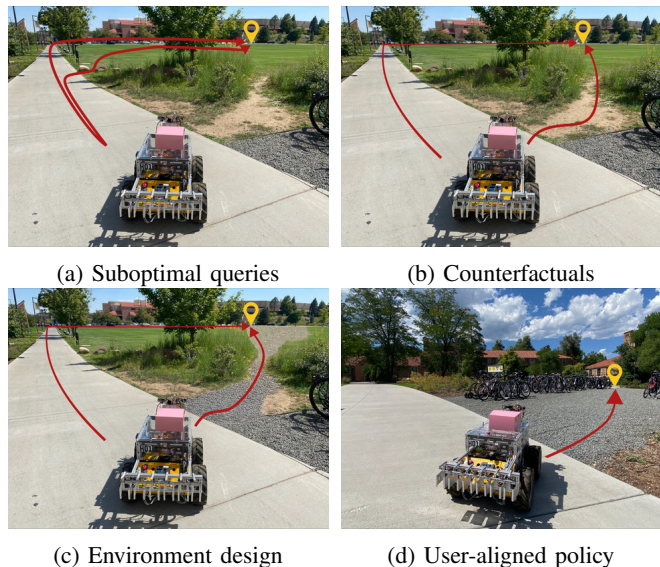 (a) Suboptimal queries
(b) Counterfactuals
(c) Environment design
(d) User-aligned policy